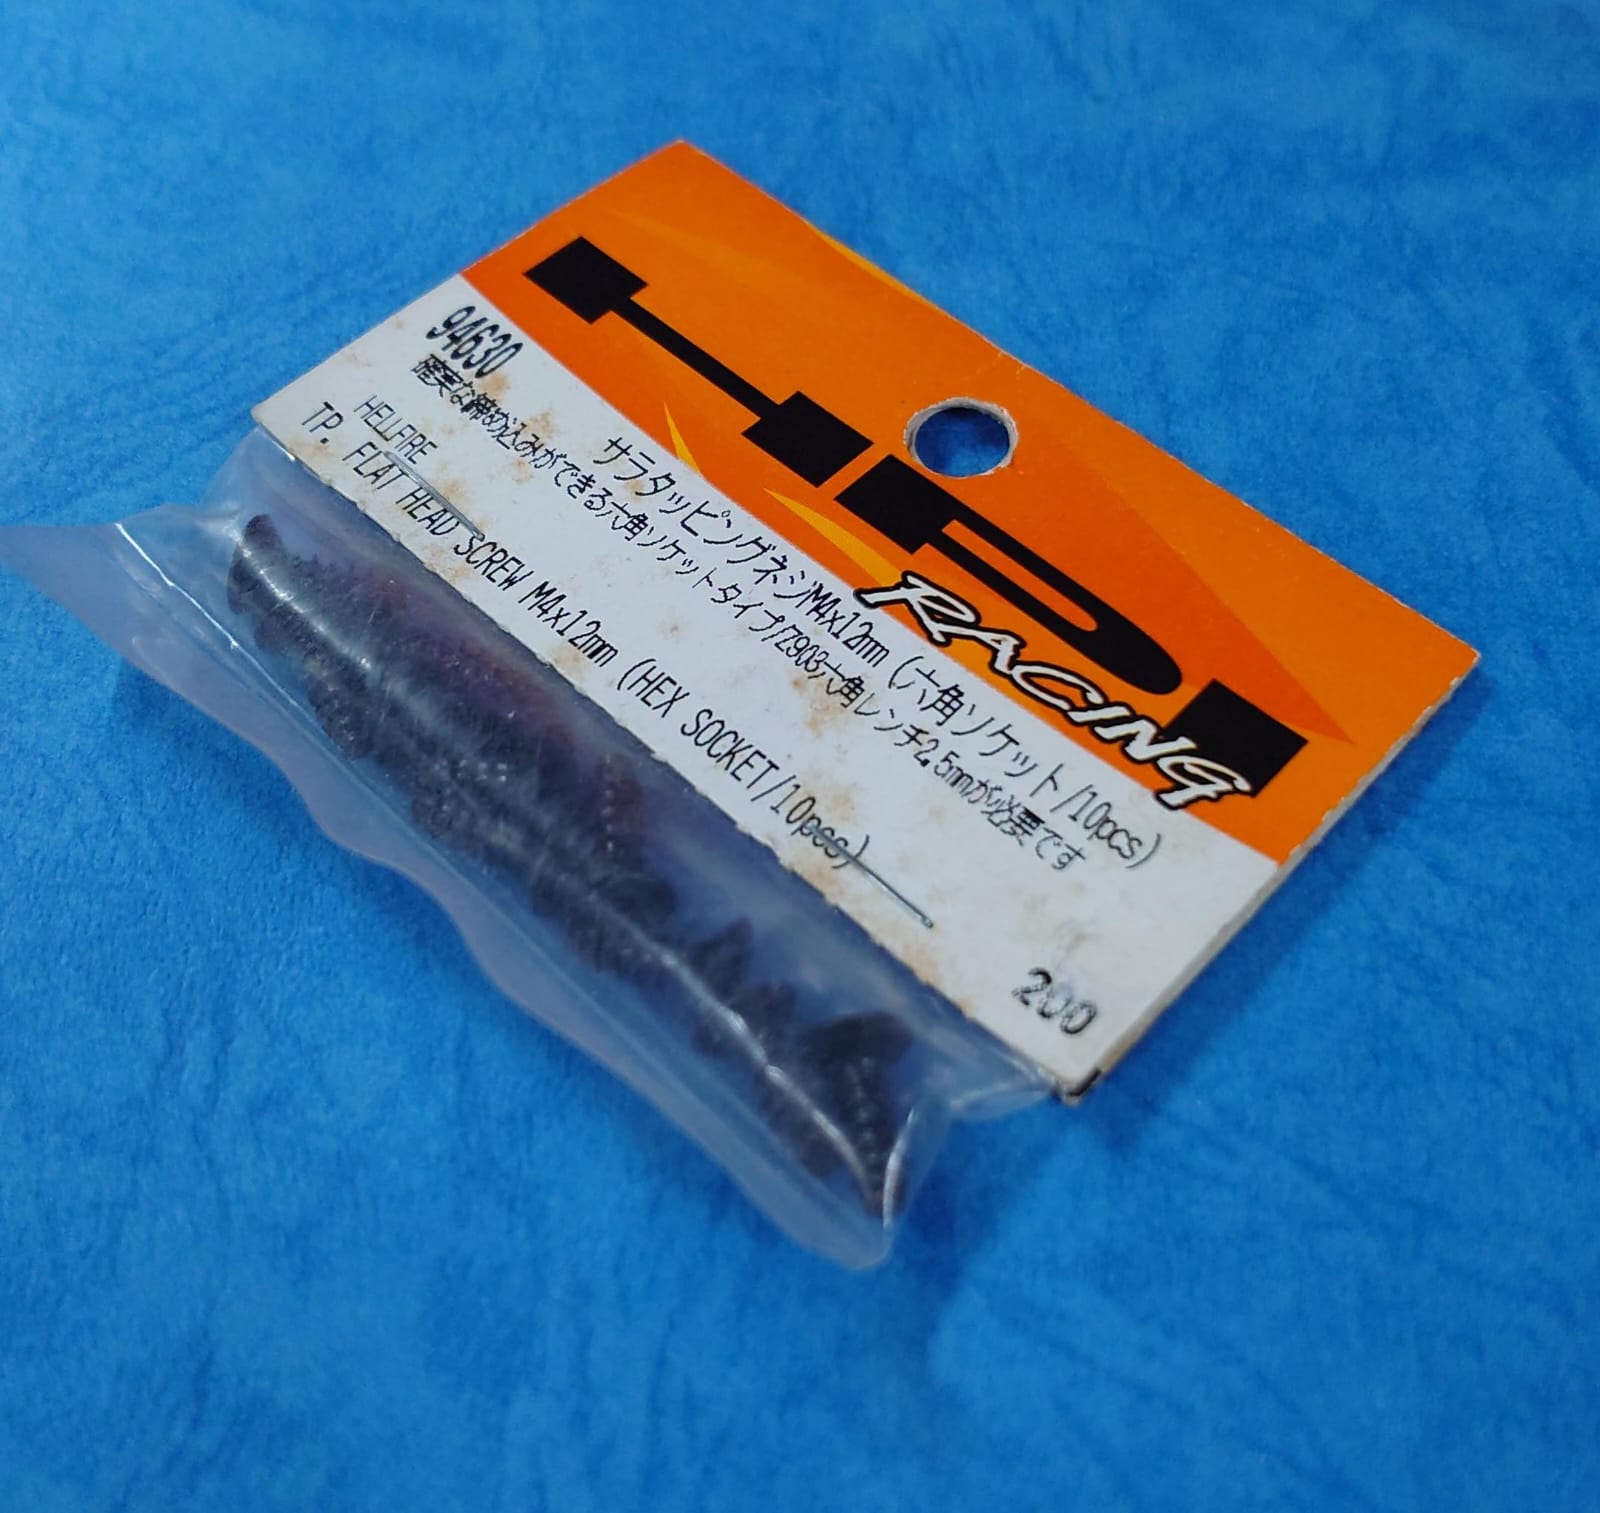 HPI
RACING
94630
サラタッピングネジM4x12mm (六角ソケット/10pcs)
確実な締め込みができる六角ソケットタイプ/Z903六角レンチ2.5mmが必要です
HELLFIRE
TP. FLAT HEAD SCREW M4x12mm (HEX SOCKET/10pcs)
200